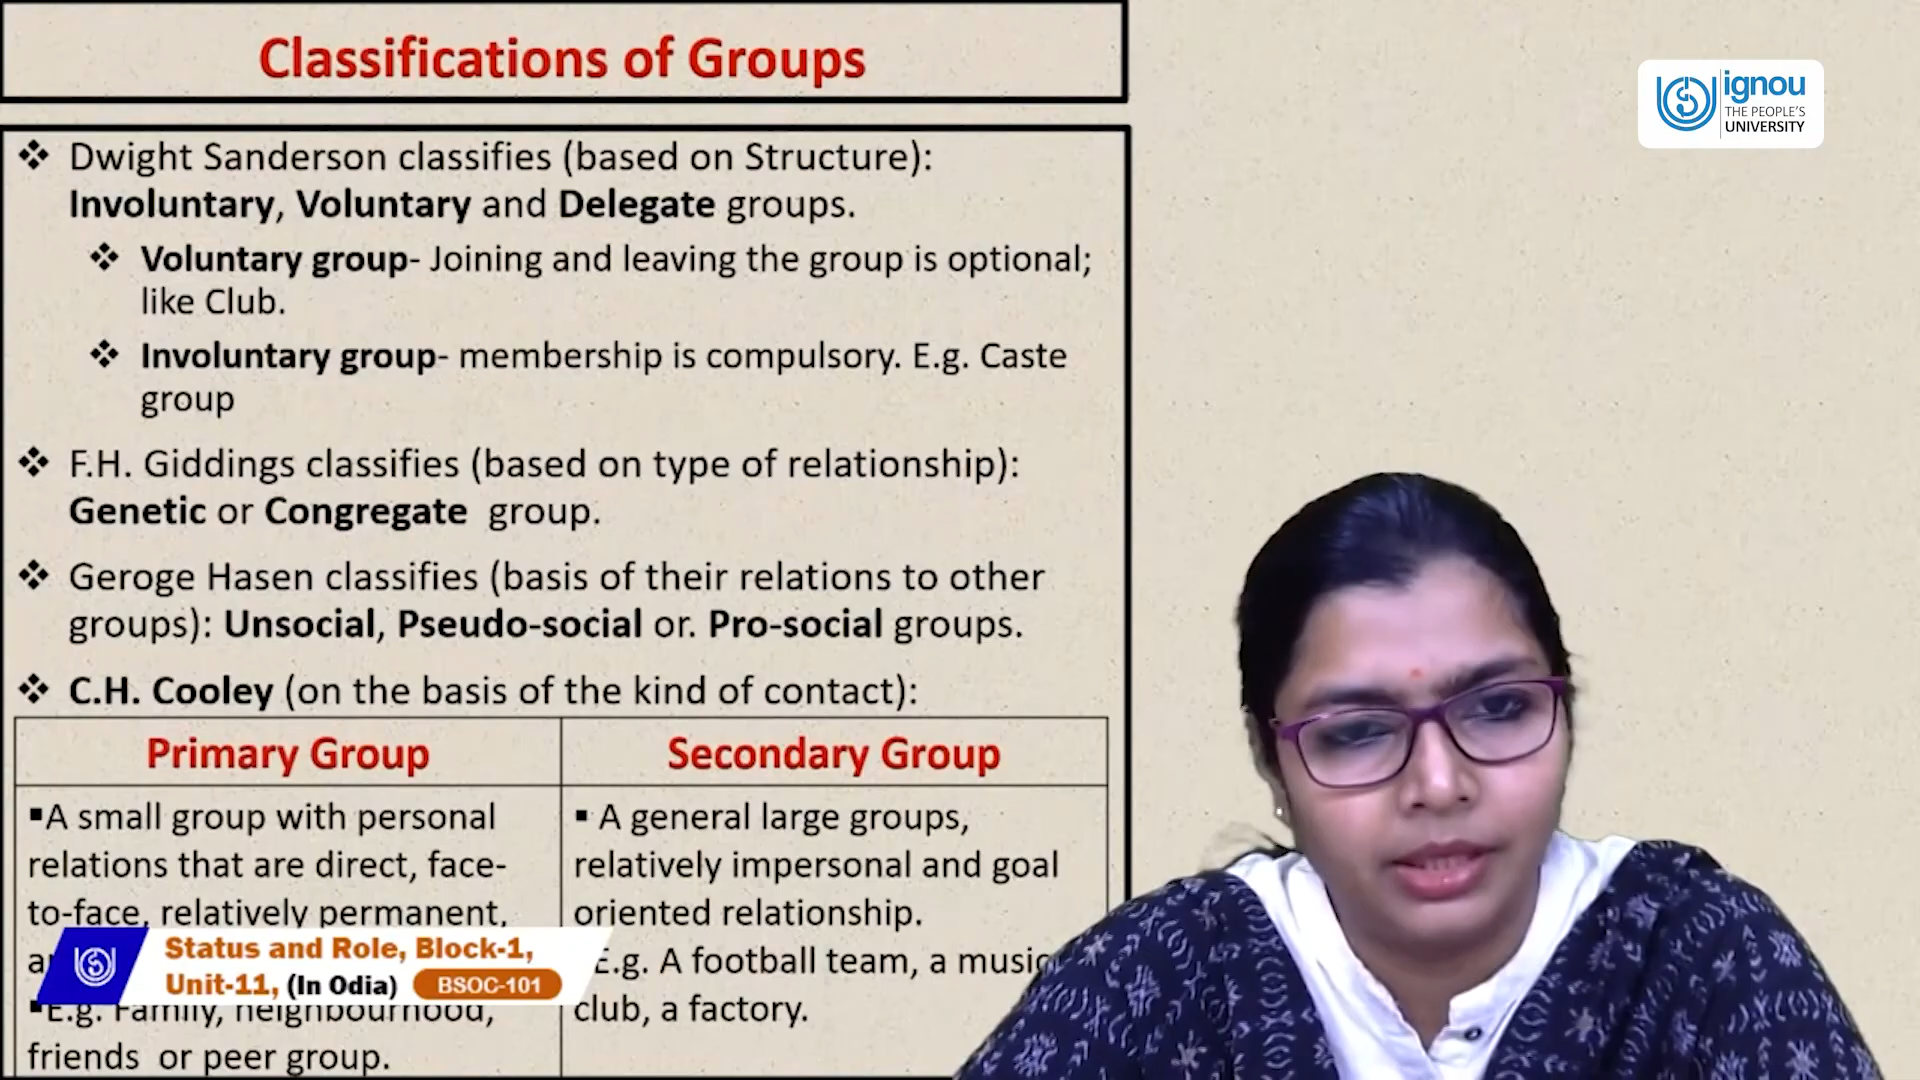 Classifications of Groups
ignou
THE PEOPLE'S
UNIVERSITY
❖ Dwight Sanderson classifies (based on Structure):
Involuntary, Voluntary and Delegate groups.
❖ Voluntary group- Joining and leaving the group is optional;
like Club.
❖ Involuntary group- membership is compulsory. E.g. Caste
group
❖ F.H. Giddings classifies (based on type of relationship):
Genetic or Congregate group.
❖ Geroge Hasen classifies (basis of their relations to other
groups): Unsocial, Pseudo-social or. Pro-social groups.
❖ C.H. Cooley (on the basis of the kind of contact):
Primary Group
▪A small group with personal
relations that are direct, face-
to-face, relatively permanent,
▪E.g. Family, neighbourhood,
friends or peer group.
Secondary Group
▪ A general large groups,
relatively impersonal and goal
oriented relationship.
E.g. A football team, a music
club, a factory.
Status and Role, Block-1,
Unit-11, (In Odia) BSOC-101